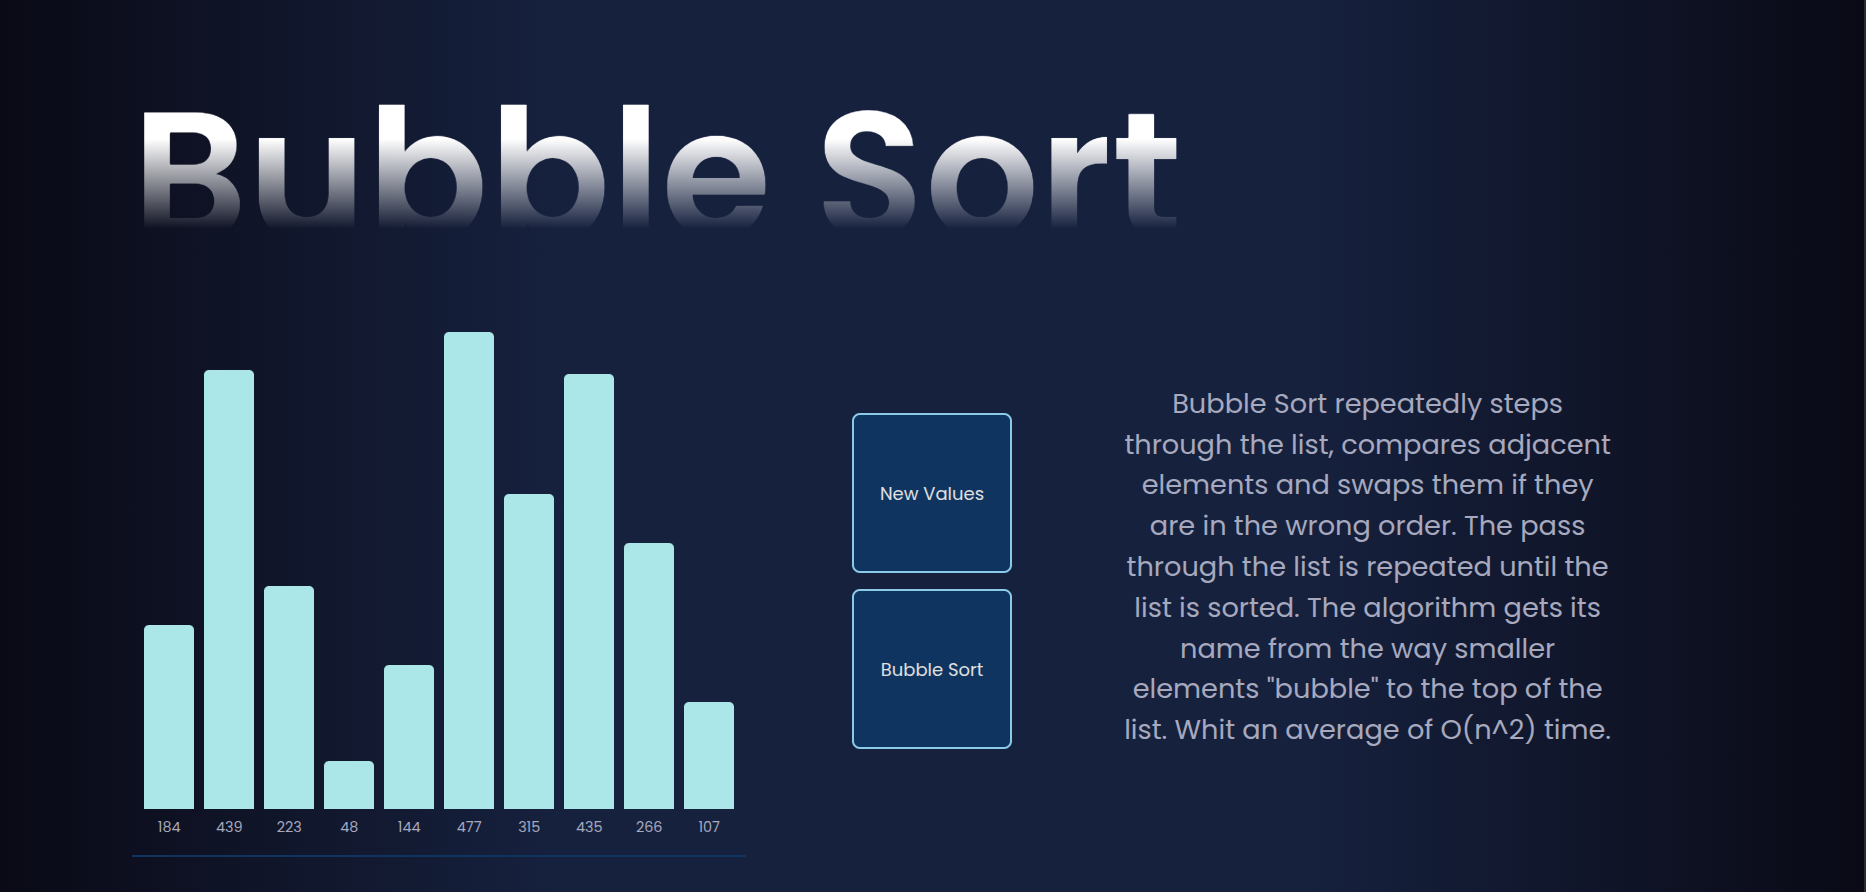 Bubble Sort
184 439 223 48 144 477 315 435 266 107
New Values
Bubble Sort
Bubble Sort repeatedly steps
through the list, compares adjacent
elements and swaps them if they
are in the wrong order. The pass
through the list is repeated until the
list is sorted. The algorithm gets its
name from the way smaller
elements "bubble" to the top of the
list. Whit an average of O(n^2) time.